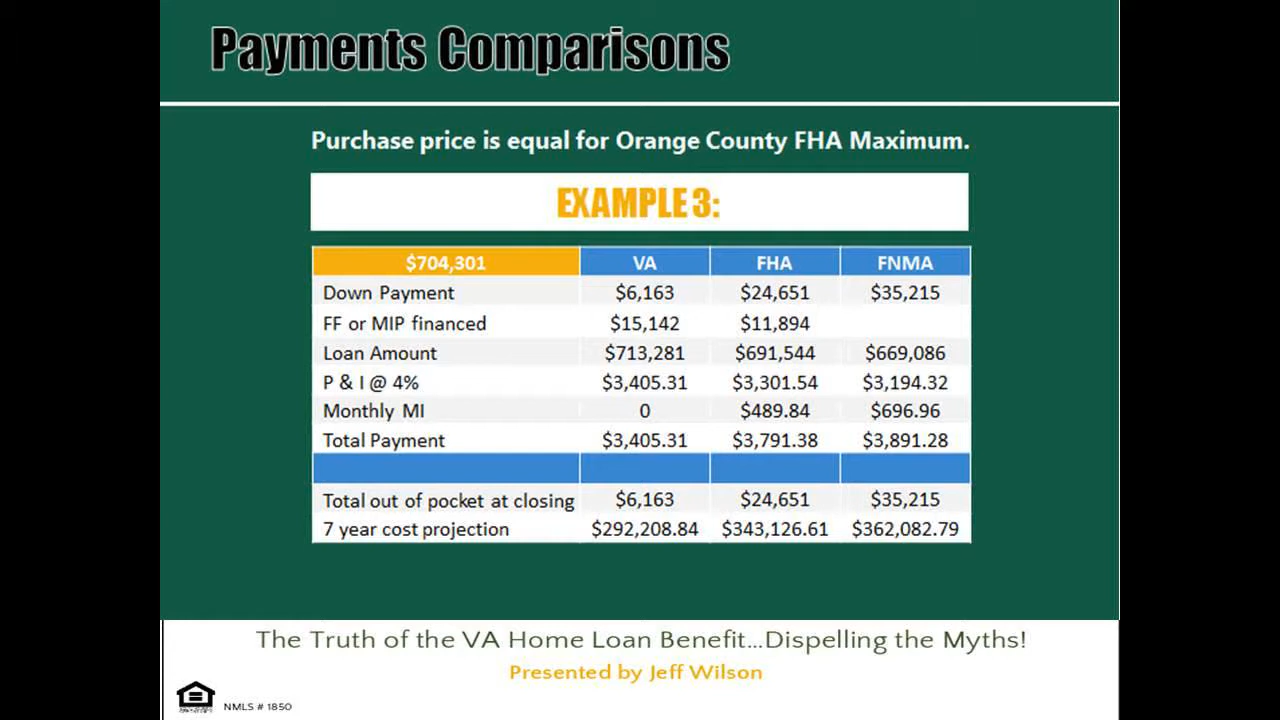 Payments Comparisons
Purchase price is equal for Orange County FHA Maximum.
EXAMPLE 3:
$704,301 VA FHA FNMA
Down Payment $6,163 $24,651 $35,215
FF or MIP financed $15,142 $11,894
Loan Amount $713,281 $691,544 $669,086
P & I @ 4% $3,405.31 $3,301.54 $3,194.32
Monthly MI 0 $489.84 $696.96
Total Payment $3,405.31 $3,791.38 $3,891.28
Total out of pocket at closing $6,163 $24,651 $35,215
7 year cost projection $292,208.84 $343,126.61 $362,082.79
The Truth of the VA Home Loan Benefit...Dispelling the Myths!
Presented by Jeff Wilson
NMLS # 1850